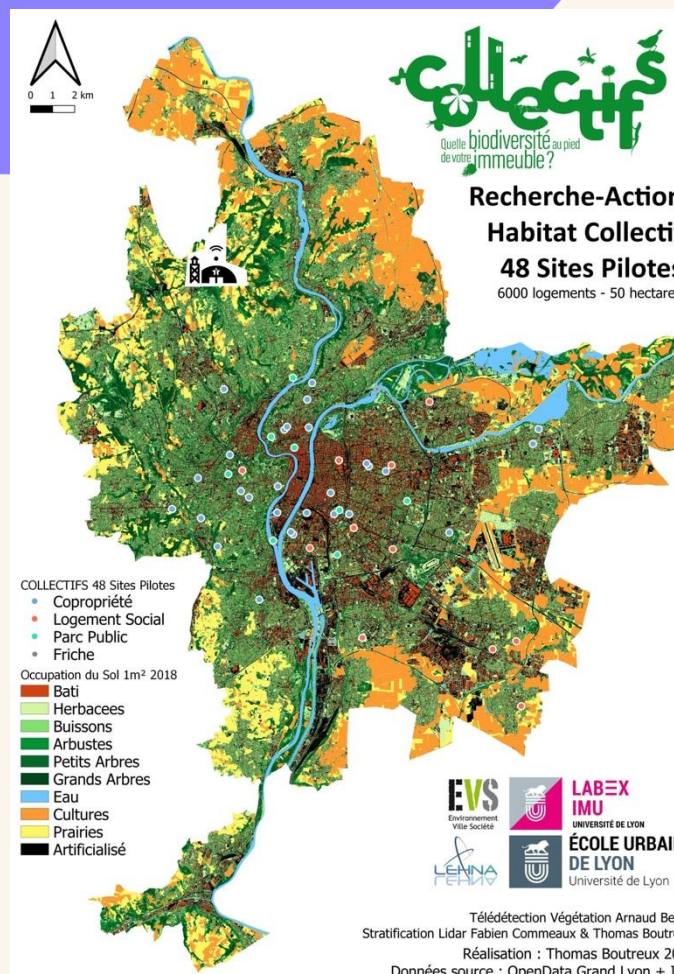 0 1 2 km
collectifs
Quelle biodiversité au pied
de votre immeuble ?
Recherche-Action
Habitat Collecti
48 Sites Pilotes
6000 logements - 50 hectare
COLLECTIFS 48 Sites Pilotes
Copropriété
Logement Social
Parc Public
Friche
Occupation du Sol 1m² 2018
Bati
Herbacees
Buissons
Arbustes
Petits Arbres
Grands Arbres
Eau
Cultures
Prairies
Artificialisé
EVS
Environnement
Ville Société
LEHNA
LABEX
IMU
UNIVERSITÉ DE LYON
ÉCOLE URBAI
DE LYON
Université de Lyon
Télédétection Végétation Arnaud Be
Stratification Lidar Fabien Commeaux & Thomas Boutre
Réalisation : Thomas Boutreux 20
Données source : OpenData Grand Lyon +